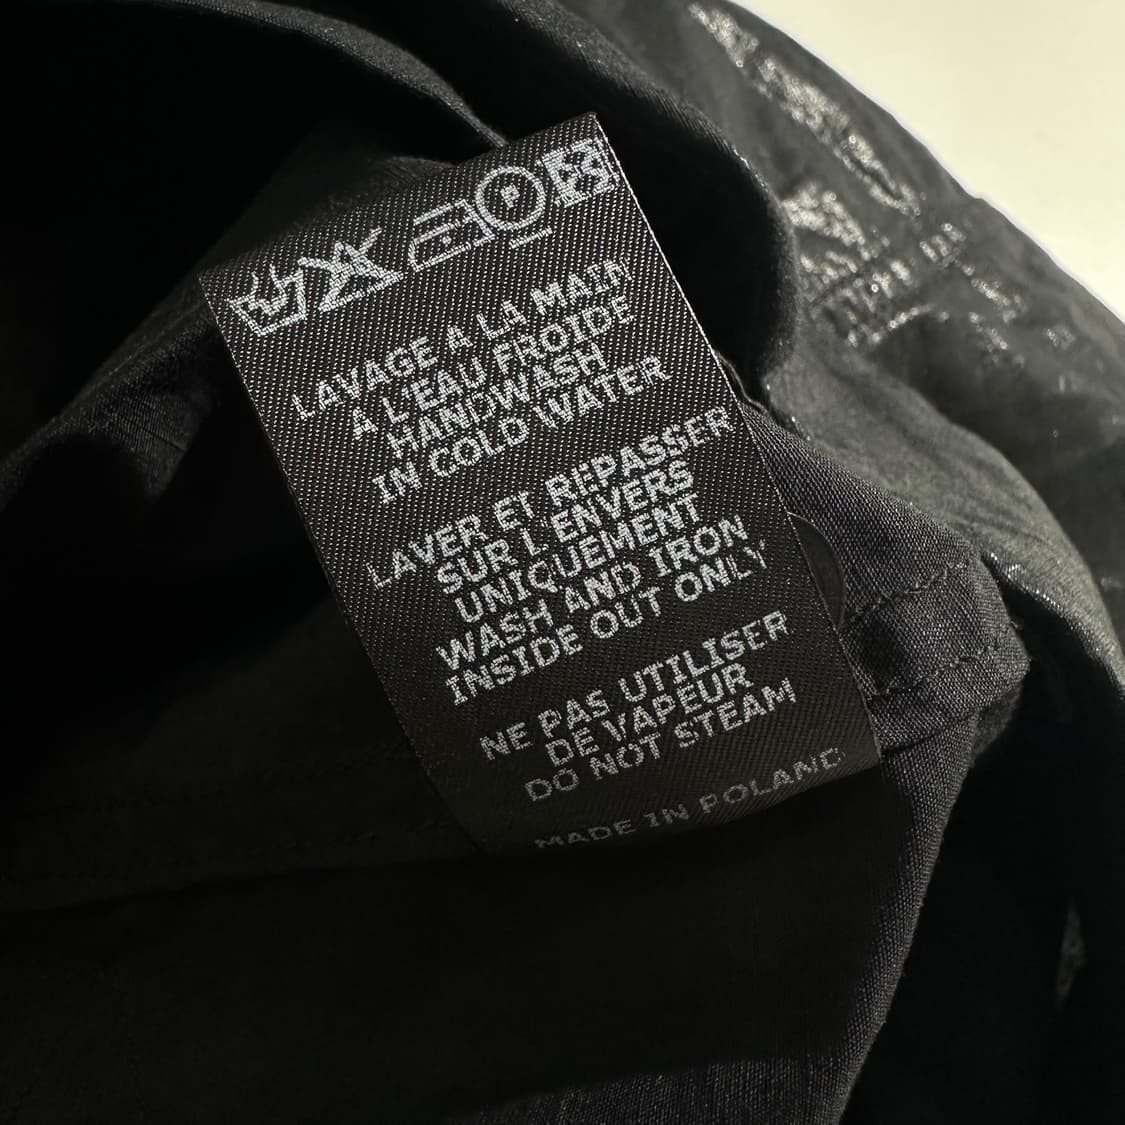 P
LAVAGE A LA MAIN
A L'EAU FROIDE
HANDWASH
IN COLD WATER
LAVER ET REPASSER
SUR L'ENVERS
UNIQUEMENT
WASH AND IRON
INSIDE OUT ONLY
NE PAS UTILISER
DE VAPEUR
DO NOT STEAM
MADE IN POLAND